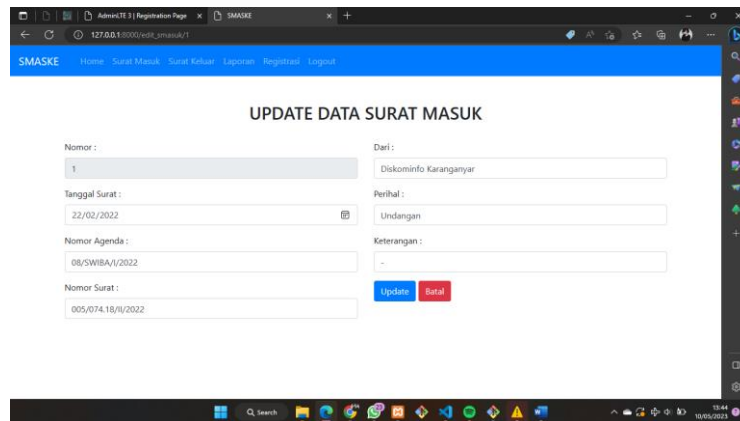 AdminLTE 3 | Registration Page
SMASKE
127.0.0.1:8000/edit_smasuk/1
SMASKE Home Surat Masuk Surat Keluar Laporan Registrasi Logout
UPDATE DATA SURAT MASUK
Nomor :
1
Tanggal Surat :
22/02/2022
Nomor Agenda :
08/SWIBA/I/2022
Nomor Surat :
005/074.18/II/2022
Dari :
Diskominfo Karanganyar
Perihal :
Undangan
Keterangan :
-
Update Batal
Search
13:44
10/05/2023